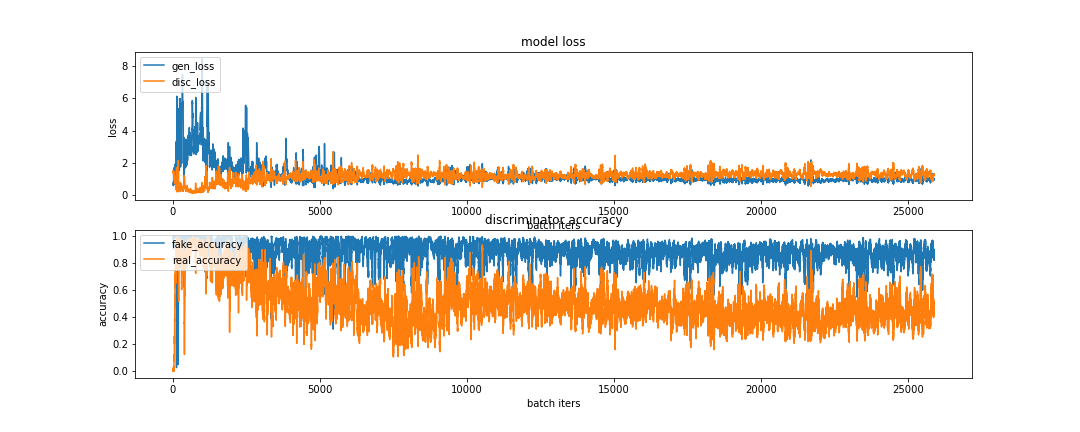 model loss
gen_loss
disc_loss
loss
8
6
4
2
0
0 5000 10000 15000 20000 25000
batch iters
discriminator accuracy
fake_accuracy
real_accuracy
accuracy
1.0
0.8
0.6
0.4
0.2
0.0
0 5000 10000 15000 20000 25000
batch iters